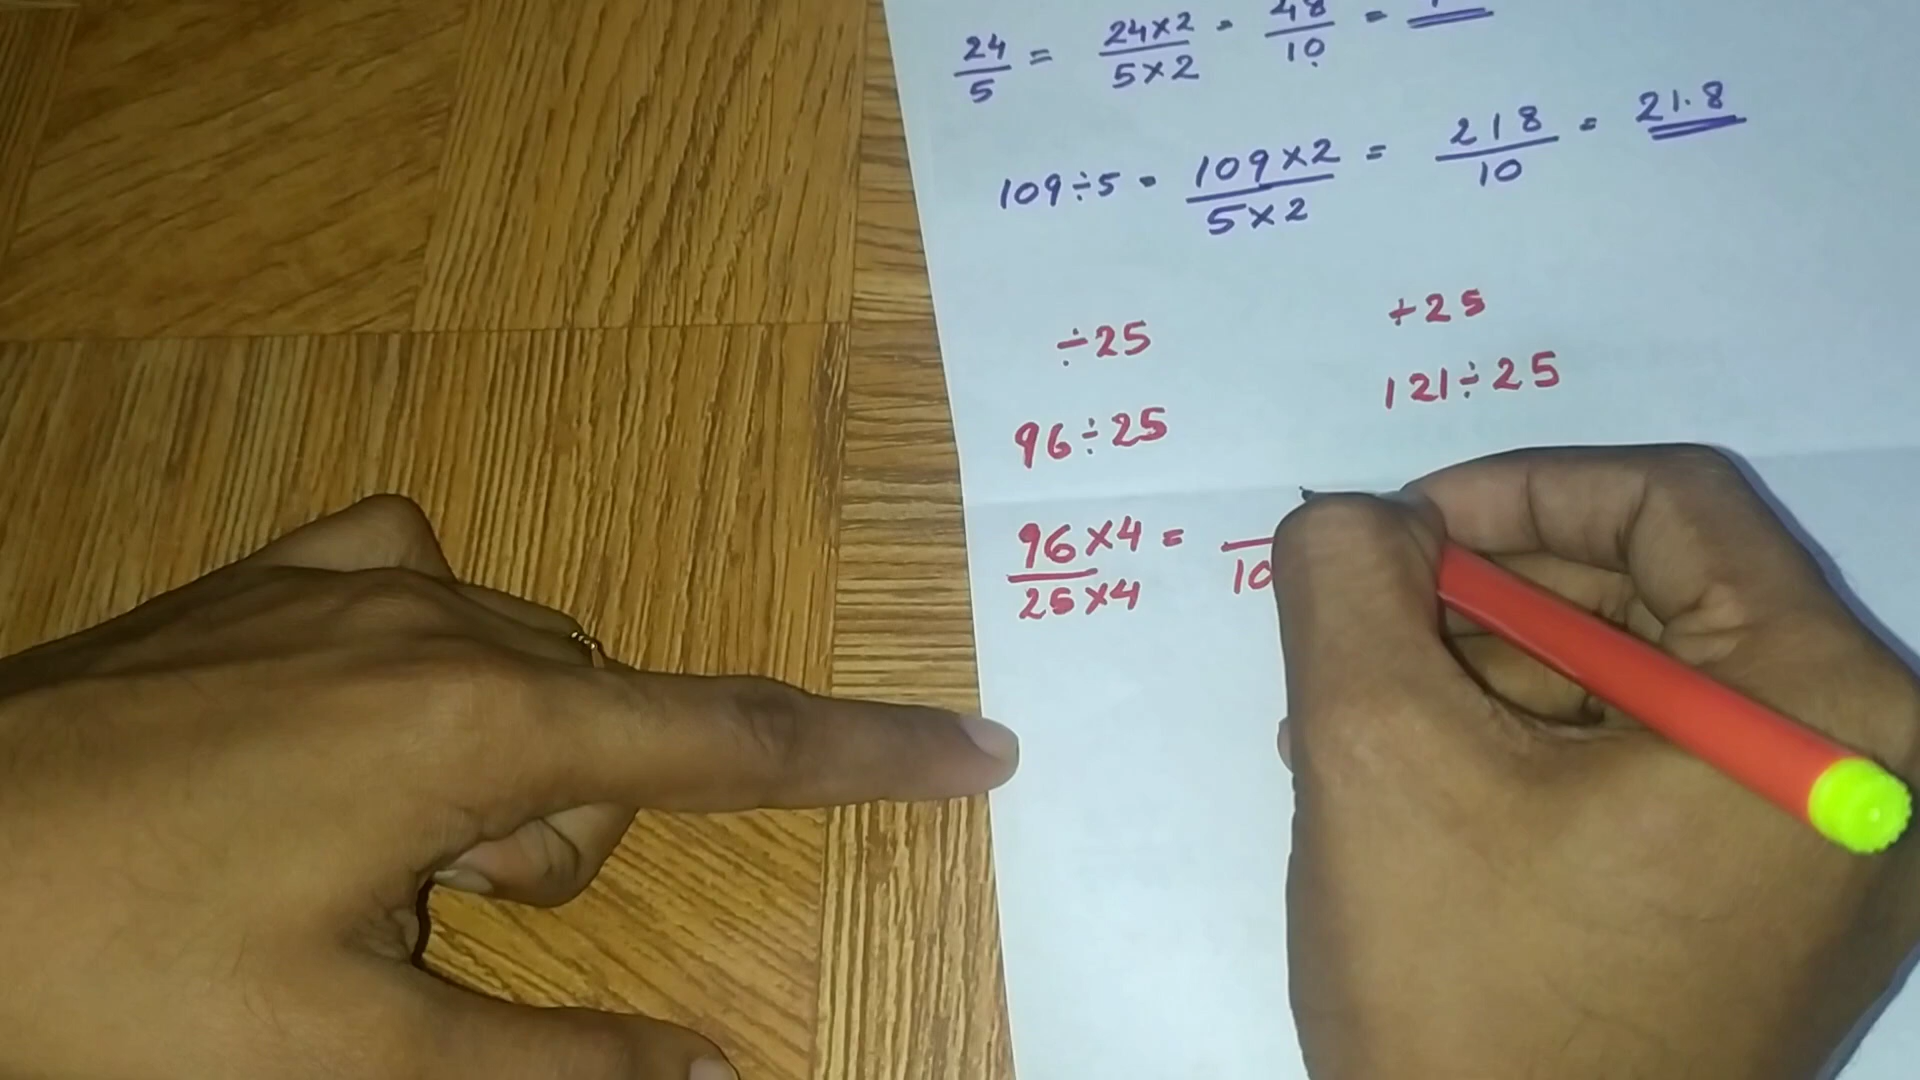 24/5 = 24×2/5×2 = 48/10 =
109÷5 = 109×2/5×2 = 218/10 = 21.8
÷25
96÷25
96×4/25×4 = /10
÷25
121÷25